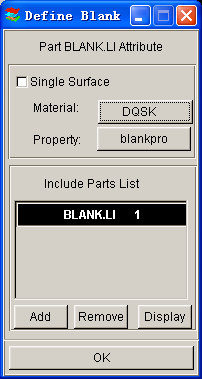 Define Blank
Part BLANK.LI Attribute
Single Surface
Material: DQSK
Property: blankpro
Include Parts List
BLANK.LI 1
Add Remove Display
OK